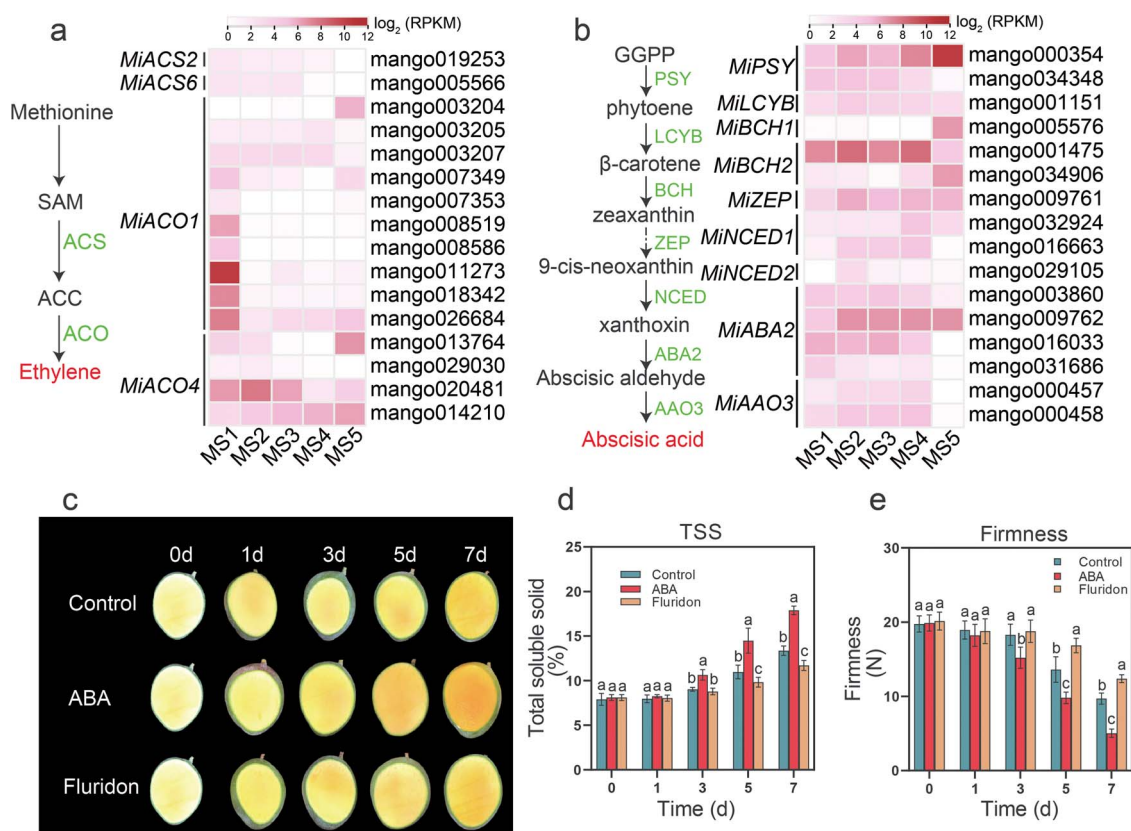 a
log₂ (RPKM)
0 2 4 6 8 10 12
Methionine
SAM
ACS
ACC
ACO
Ethylene
MiACS2
MiACS6
MiACO1
MiACO4
mango019253
mango005566
mango003204
mango003205
mango003207
mango007349
mango007353
mango008519
mango008586
mango011273
mango018342
mango026684
mango013764
mango029030
mango020481
mango014210
MS1 MS2 MS3 MS4 MS5
b
log₂ (RPKM)
0 2 4 6 8 10 12
GGPP
PSY
phytoene
LCYB
β-carotene
BCH
zeaxanthin
ZEP
9-cis-neoxanthin
NCED
xanthoxin
ABA2
Abscisic aldehyde
AAO3
Abscisic acid
MiPSY
MiLCYB
MiBCH1
MiBCH2
MiZEP
MiNCED1
MiNCED2
MiABA2
MiAAO3
mango000354
mango034348
mango001151
mango005576
mango001475
mango034906
mango009761
mango032924
mango016663
mango029105
mango003860
mango009762
mango016033
mango031686
mango000457
mango000458
MS1 MS2 MS3 MS4 MS5
c
0d 1d 3d 5d 7d
Control
ABA
Fluridon
d
TSS
Total soluble solid
(%)
25
20
15
10
5
0
Control
ABA
Fluridon
a a a a a a b a b b a c b a c
0 1 3 5 7
Time (d)
e
Firmness
Firmness
(N)
30
20
10
0
Control
ABA
Fluridon
a a a a a a a b a b c a b c a
0 1 3 5 7
Time (d)